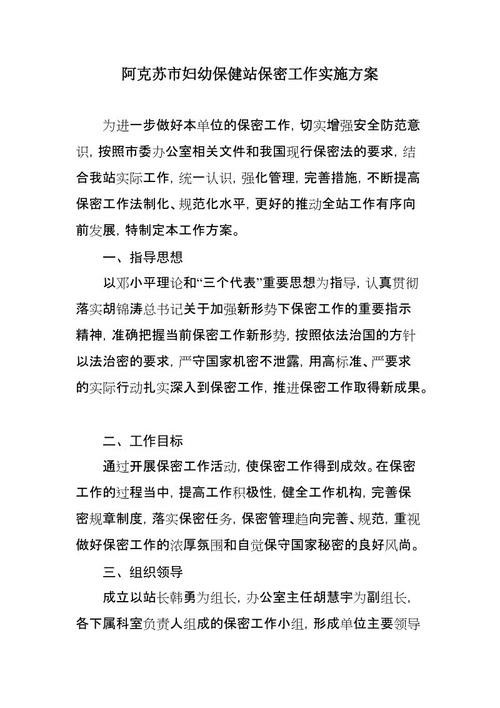 阿克苏市妇幼保健站保密工作实施方案
为进一步做好本单位的保密工作，切实增强安全防范意
识，按照市委办公室相关文件和我国现行保密法的要求，结
合我站实际工作，统一认识，强化管理，完善措施，不断提高
保密工作法制化、规范化水平，更好的推动全站工作有序向
前发展，特制定本工作方案。
一、指导思想
以邓小平理论和“三个代表”重要思想为指导，认真贯彻
落实胡锦涛总书记关于加强新形势下保密工作的重要指示
精神，准确把握当前保密工作新形势，按照依法治国的方针
以法治密的要求，严守国家机密不泄露，用高标准、严要求
的实际行动扎实深入到保密工作，推进保密工作取得新成果。
二、工作目标
通过开展保密工作活动，使保密工作得到成效。在保密
工作的过程当中，提高工作积极性，健全工作机构，完善保
密规章制度，落实保密任务，保密管理趋向完善、规范，重视
做好保密工作的浓厚氛围和自觉保守国家秘密的良好风尚。
三、组织领导
成立以站长韩勇为组长，办公室主任胡慧宇为副组长，
各下属科室负责人组成的保密工作小组，形成单位主要领导